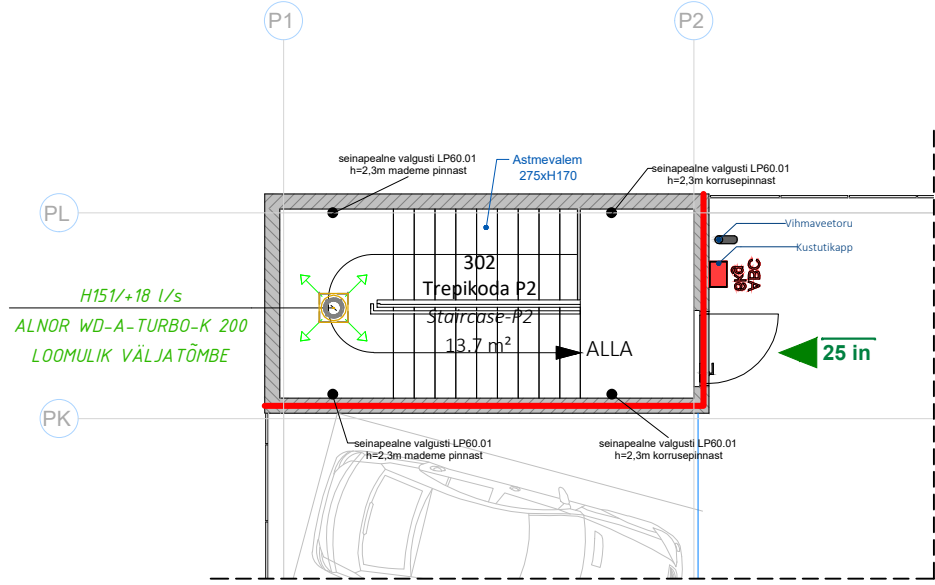 P1
P2
seinapealne valgusti LP60.01
h=2,3m mademe pinnast
Astmevalem
275xH170
seinapealne valgusti LP60.01
h=2,3m korrusepinnast
PL
Vihmaveetoru
Kustutikapp
6kg
ABC
302
Trepikoda P2
Staircase-P2
13.7 m²
ALLA
H151/+18 l/s
ALNOR WD-A-TURBO-K 200
LOOMULIK VÄLJATÕMBE
25 in
PK
seinapealne valgusti LP60.01
h=2,3m mademe pinnast
seinapealne valgusti LP60.01
h=2,3m korrusepinnast